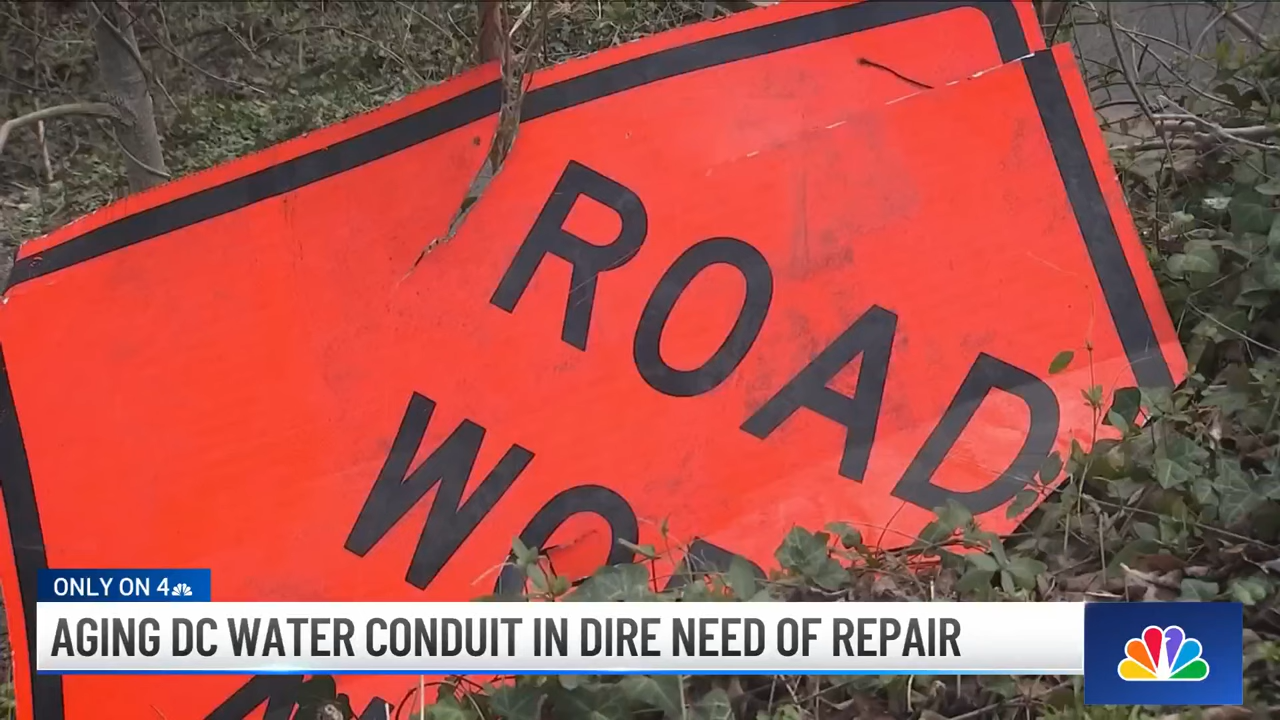 ROAD
ONLY ON 4
AGING DC WATER CONDUIT IN DIRE NEED OF REPAIR